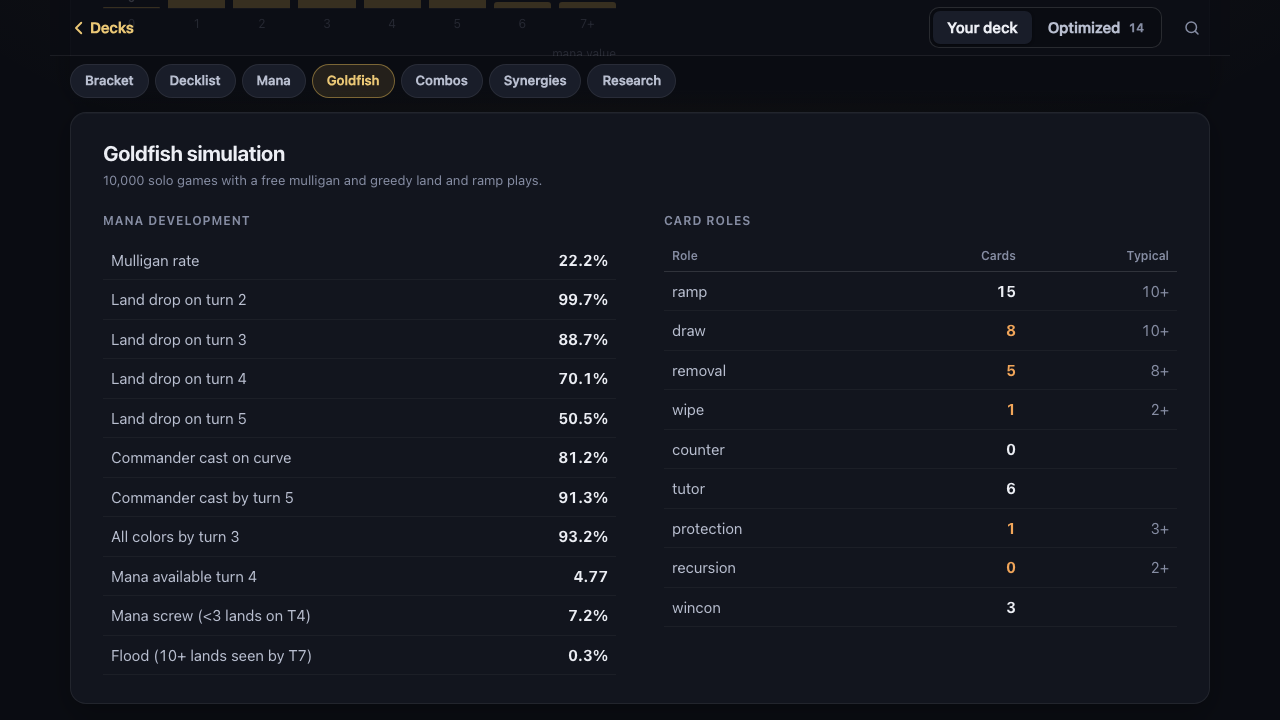 Decks
Your deck
Optimized 14
0 1 2 3 4 5 6 7+
mana value
Bracket
Decklist
Mana
Goldfish
Combos
Synergies
Research
Goldfish simulation
10,000 solo games with a free mulligan and greedy land and ramp plays.
MANA DEVELOPMENT
Mulligan rate 22.2%
Land drop on turn 2 99.7%
Land drop on turn 3 88.7%
Land drop on turn 4 70.1%
Land drop on turn 5 50.5%
Commander cast on curve 81.2%
Commander cast by turn 5 91.3%
All colors by turn 3 93.2%
Mana available turn 4 4.77
Mana screw (<3 lands on T4) 7.2%
Flood (10+ lands seen by T7) 0.3%
CARD ROLES
Role Cards Typical
ramp 15 10+
draw 8 10+
removal 5 8+
wipe 1 2+
counter 0
tutor 6
protection 1 3+
recursion 0 2+
wincon 3